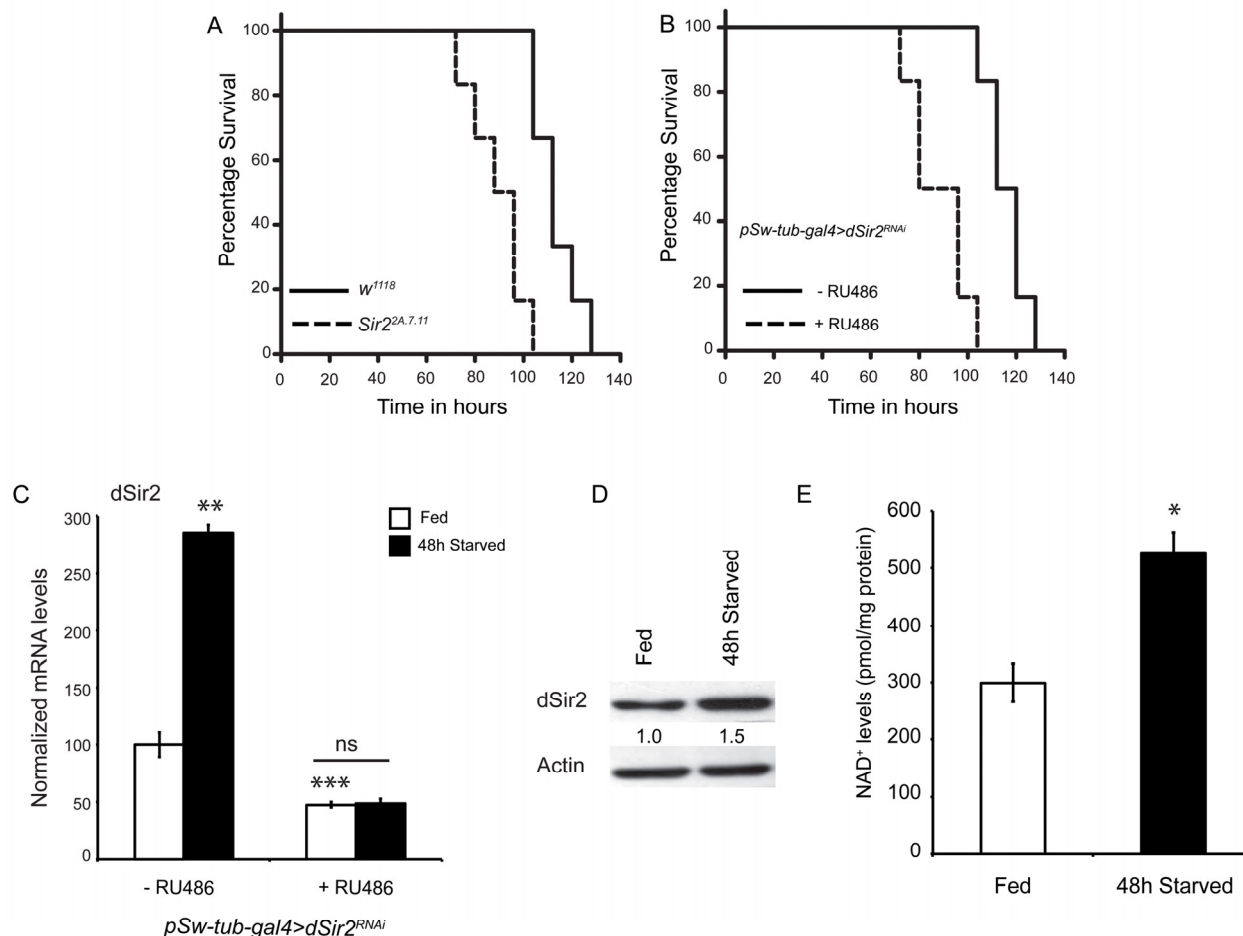 A
100
80
60
40
20
0
Percentage Survival
w1118
Sir22A.7.11
0 20 40 60 80 100 120 140
Time in hours
B
100
80
60
40
20
0
Percentage Survival
pSw-tub-gal4>dSir2RNAi
- RU486
+ RU486
0 20 40 60 80 100 120 140
Time in hours
C
dSir2
300
250
200
150
100
50
0
Normalized mRNA levels
**
***
ns
Fed
48h Starved
- RU486 + RU486
pSw-tub-gal4>dSir2RNAi
D
Fed 48h Starved
dSir2
1.0 1.5
Actin
E
600
500
400
300
200
100
0
NAD+ levels (pmol/mg protein)
*
Fed 48h Starved